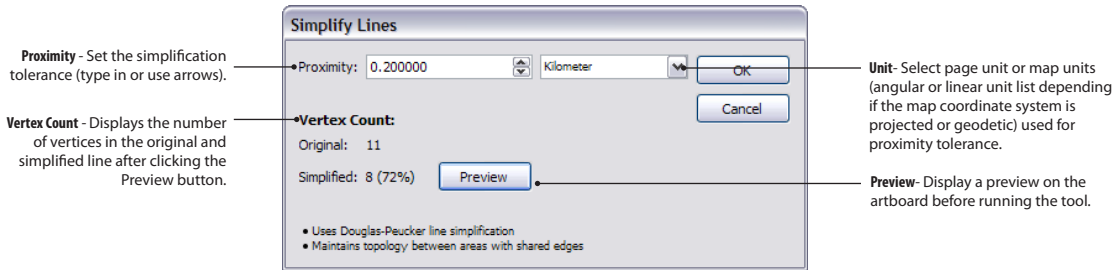 Simplify Lines
Proximity - Set the simplification
tolerance (type in or use arrows).
Proximity: 0.200000 Kilometer OK
Unit- Select page unit or map units
(angular or linear unit list depending
if the map coordinate system is
projected or geodetic) used for
proximity tolerance.
Cancel
Vertex Count - Displays the number
of vertices in the original and
simplified line after clicking the
Preview button.
Vertex Count:
Original: 11
Simplified: 8 (72%) Preview
Preview- Display a preview on the
artboard before running the tool.
• Uses Douglas-Peucker line simplification
• Maintains topology between areas with shared edges